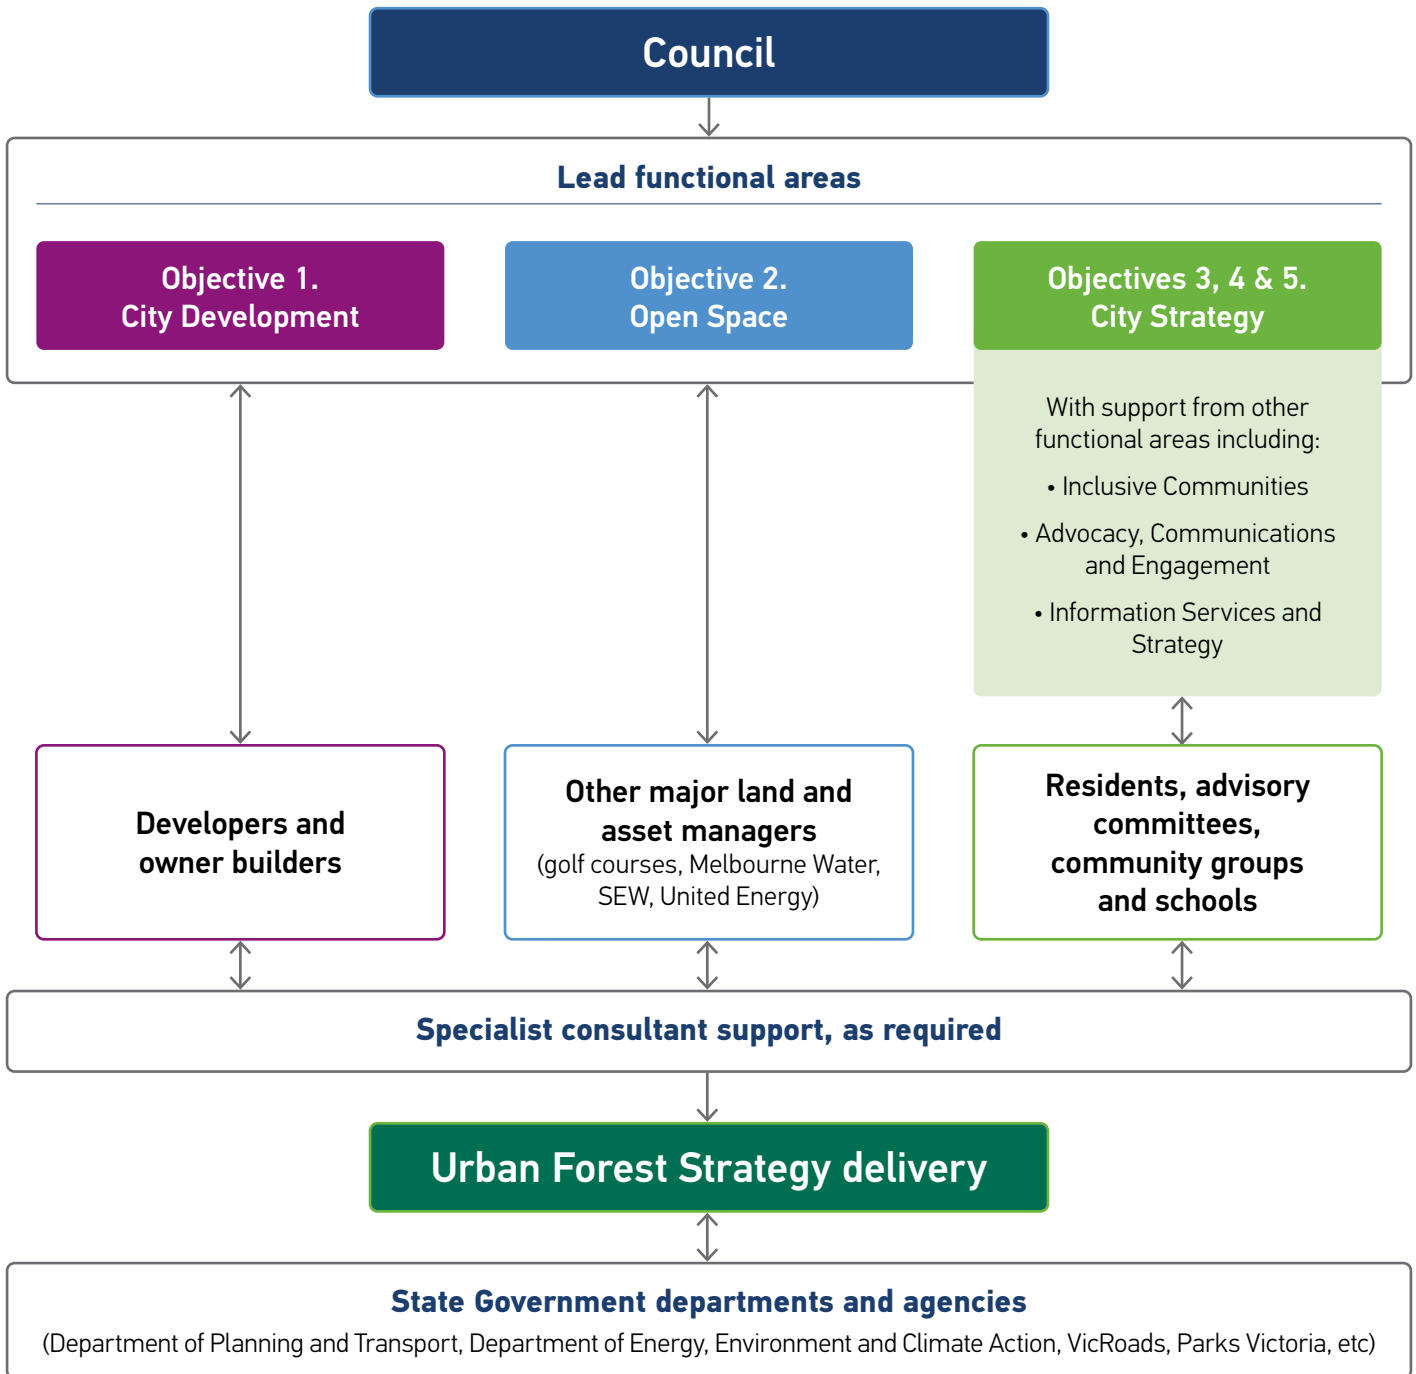 Council
Lead functional areas
Objective 1.
City Development
Objective 2.
Open Space
Objectives 3, 4 & 5.
City Strategy
With support from other
functional areas including:
• Inclusive Communities
• Advocacy, Communications
and Engagement
• Information Services and
Strategy
Developers and
owner builders
Other major land and
asset managers
(golf courses, Melbourne Water,
SEW, United Energy)
Residents, advisory
committees,
community groups
and schools
Specialist consultant support, as required
Urban Forest Strategy delivery
State Government departments and agencies
(Department of Planning and Transport, Department of Energy, Environment and Climate Action, VicRoads, Parks Victoria, etc)